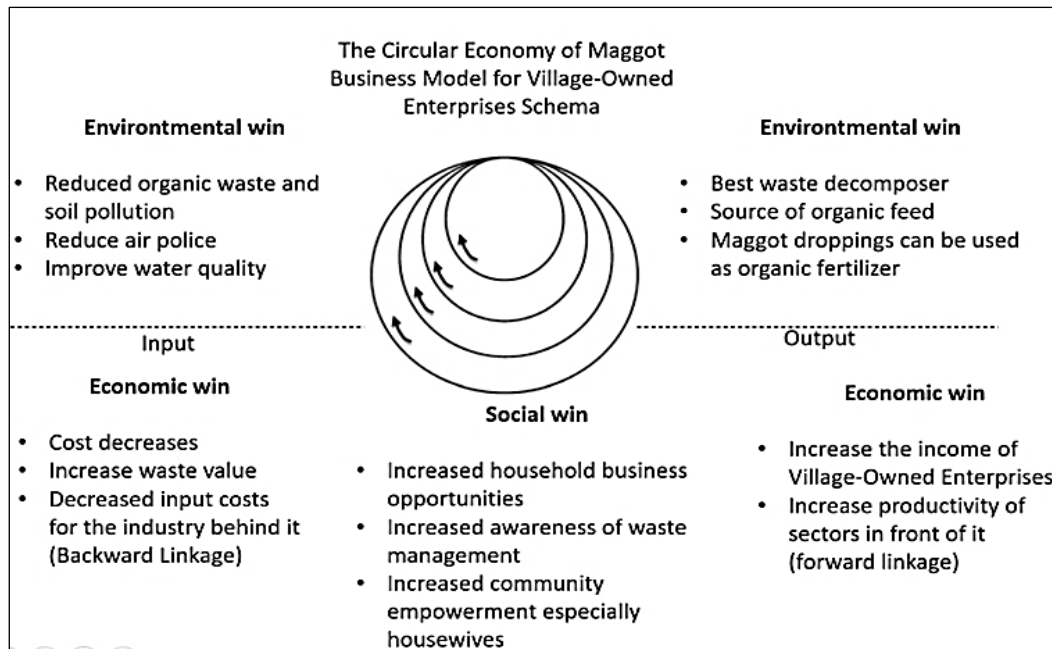 The Circular Economy of Maggot
Business Model for Village-Owned
Enterprises Schema
Environtmental win
• Reduced organic waste and
soil pollution
• Reduce air police
• Improve water quality
Environtmental win
• Best waste decomposer
• Source of organic feed
• Maggot droppings can be used
as organic fertilizer
Input
Output
Economic win
• Cost decreases
• Increase waste value
• Decreased input costs
for the industry behind it
(Backward Linkage)
Social win
• Increased household business
opportunities
• Increased awareness of waste
management
• Increased community
empowerment especially
housewives
Economic win
• Increase the income of
Village-Owned Enterprises
• Increase productivity of
sectors in front of it
(forward linkage)